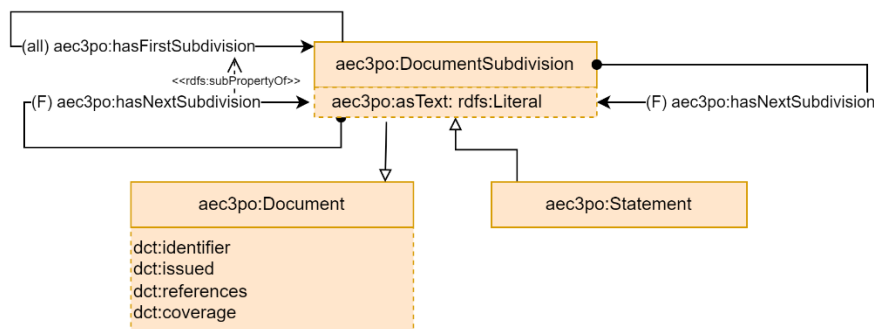 (all) aec3po:hasFirstSubdivision
aec3po:DocumentSubdivision
<<rdfs:subPropertyOf>>
(F) aec3po:hasNextSubdivision
aec3po:asText: rdfs:Literal
(F) aec3po:hasNextSubdivision
aec3po:Document
aec3po:Statement
dct:identifier
dct:issued
dct:references
dct:coverage